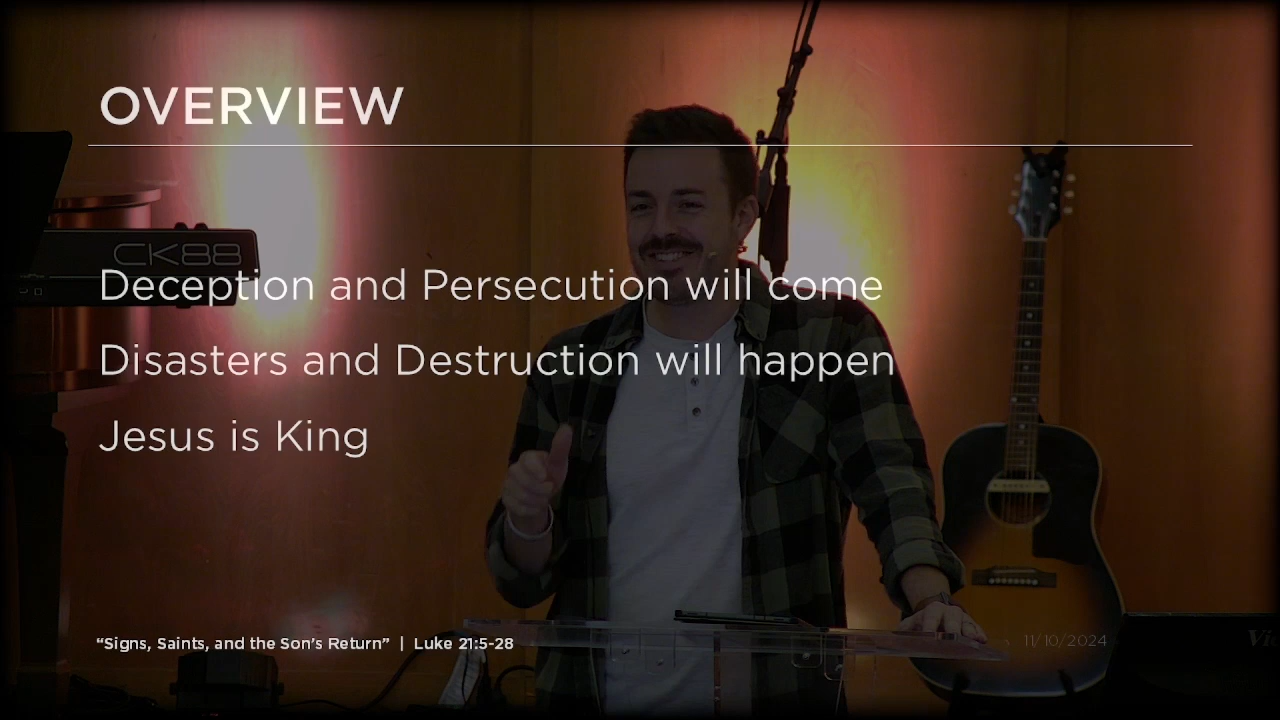 OVERVIEW
CK88
Deception and Persecution will come
Disasters and Destruction will happen
Jesus is King
“Signs, Saints, and the Son’s Return” | Luke 21:5-28
11/10/2024